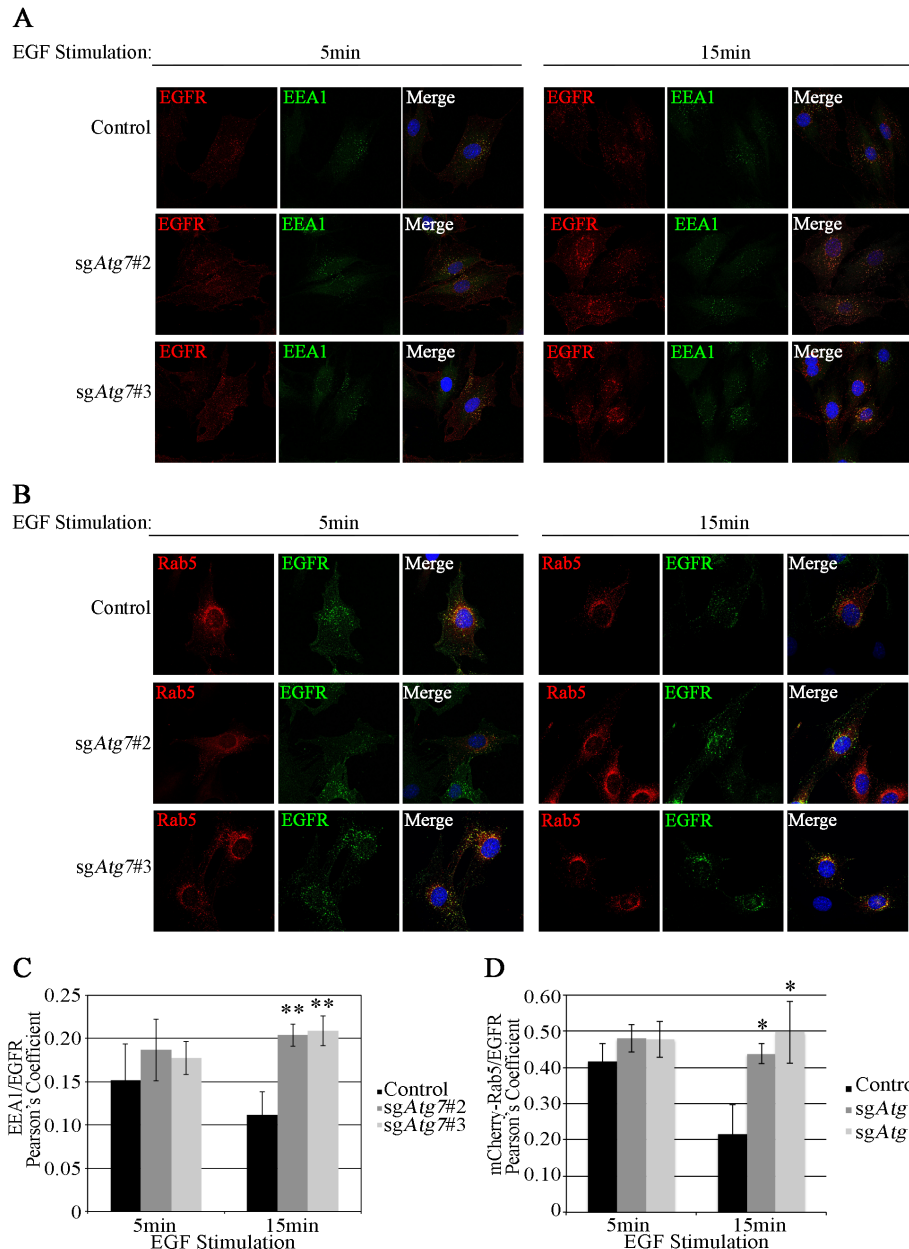 A
EGF Stimulation: 5min 15min
EGFR EEA1 Merge EGFR EEA1 Merge
Control
EGFR EEA1 Merge EGFR EEA1 Merge
sgAtg7#2
EGFR EEA1 Merge EGFR EEA1 Merge
sgAtg7#3
B
EGF Stimulation: 5min 15min
Rab5 EGFR Merge Rab5 EGFR Merge
Control
Rab5 EGFR Merge Rab5 EGFR Merge
sgAtg7#2
Rab5 EGFR Merge Rab5 EGFR Merge
sgAtg7#3
C
EEA1/EGFR
Pearson's Coefficient
0.25
0.20
0.15
0.10
0.05
0
** **
5min 15min
EGF Stimulation
Control
sgAtg7#2
sgAtg7#3
D
mCherry-Rab5/EGFR
Pearson's Coefficient
0.60
0.50
0.40
0.30
0.20
0.10
0.00
* *
5min 15min
EGF Stimulation
Contro
sgAtg
sgAtg